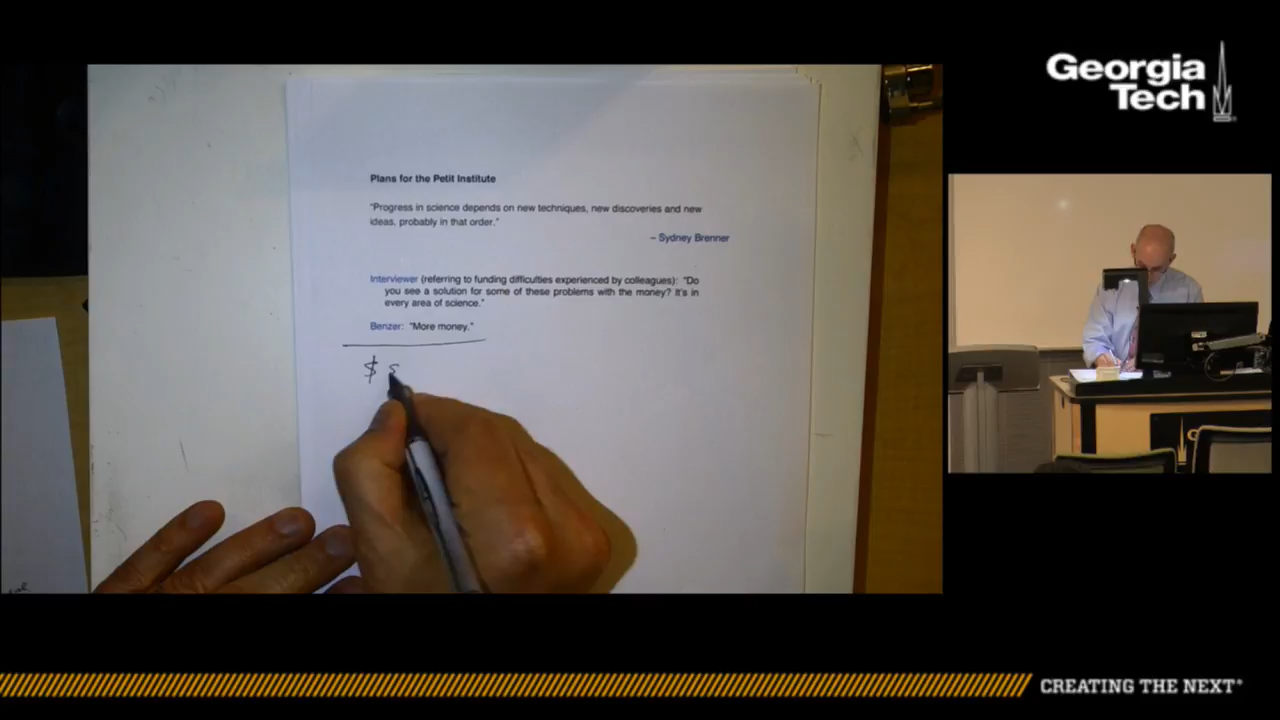 Plans for the Petit Institute
"Progress in science depends on new techniques, new discoveries and new
ideas, probably in that order."
– Sydney Brenner
Interviewer (referring to funding difficulties experienced by colleagues): "Do
you see a solution for some of these problems with the money? It's in
every area of science."
Benzer: "More money."
$
Georgia
Tech
CREATING THE NEXT®